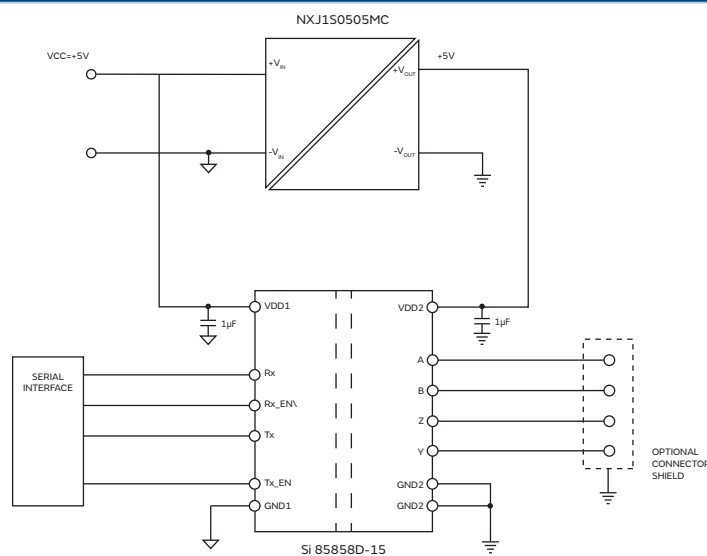 NXJ1S0505MC
VCC=+5V
+VIN
+VOUT
+5V
-VIN
-VOUT
VDD1
VDD2
1µF
1µF
SERIAL
INTERFACE
Rx
A
Rx_EN\
B
Tx
Z
Y
OPTIONAL
CONNECTOR
SHIELD
Tx_EN
GND2
GND1
GND2
Si 85858D-15